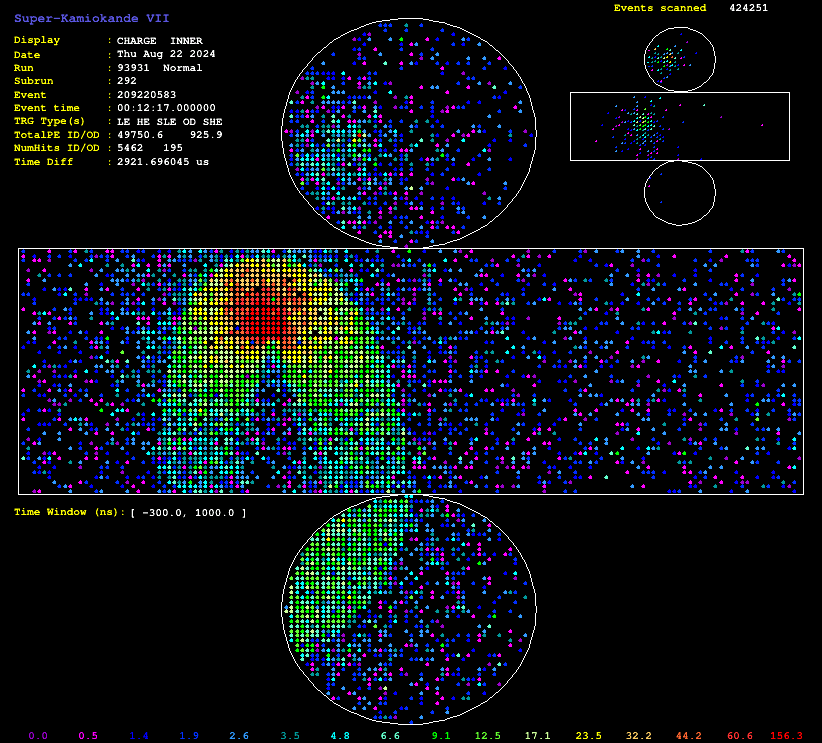 Super-Kamiokande VII
Events scanned 424251
Display : CHARGE INNER
Date : Thu Aug 22 2024
Run : 93931 Normal
Subrun : 292
Event : 209220583
Event time : 00:12:17.000000
TRG Type(s) : LE HE SLE OD SHE
TotalPE ID/OD : 49750.6 925.9
NumHits ID/OD : 5462 195
Time Diff : 2921.696045 us
Time Window (ns): [ -300.0, 1000.0 ]
0.0 0.5 1.4 1.9 2.6 3.5 4.8 6.6 9.1 12.5 17.1 23.5 32.2 44.2 60.6 156.3